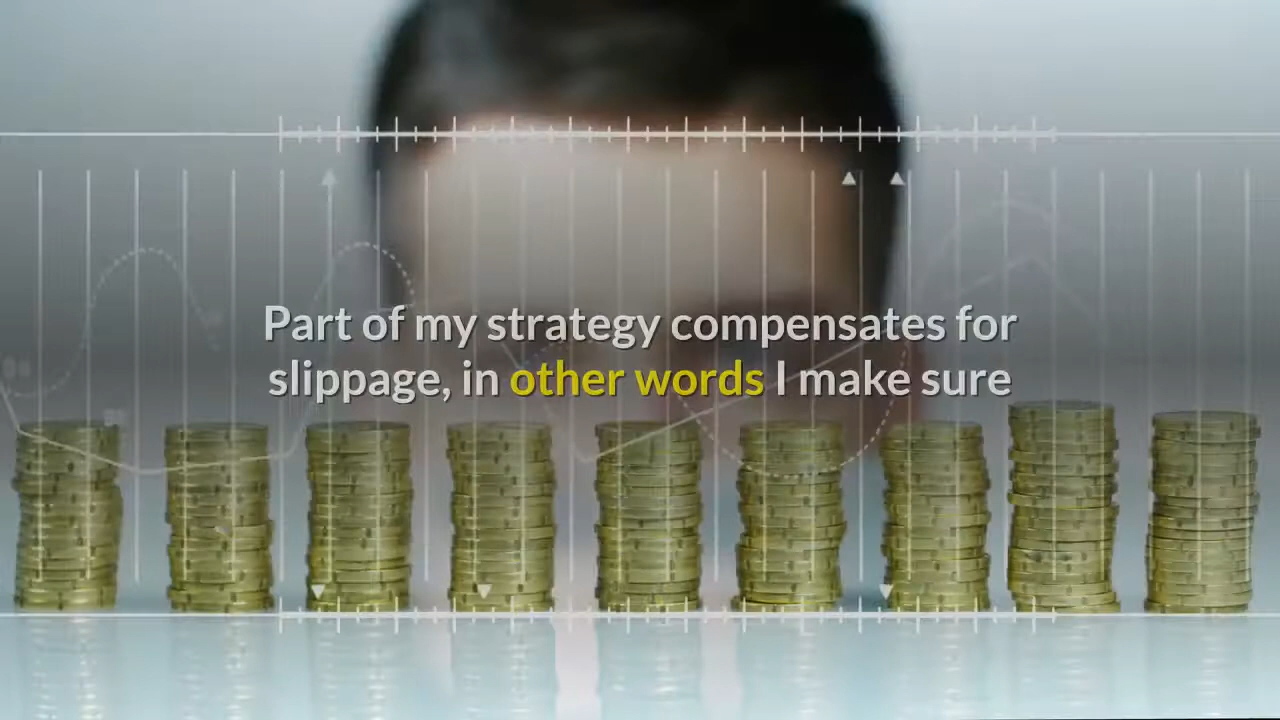 Part of my strategy compensates for
slippage, in other words I make sure